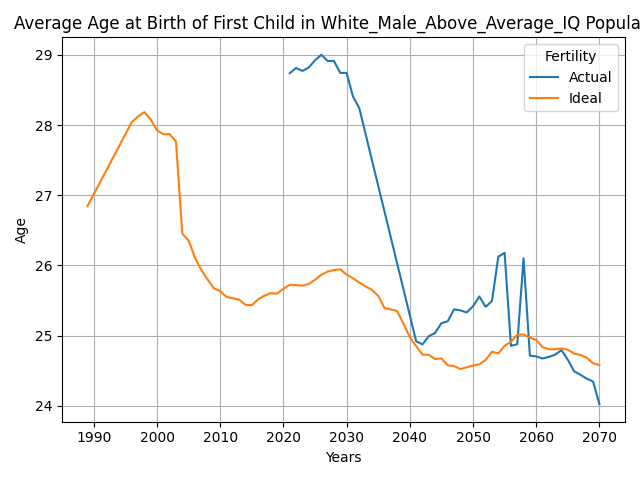 Average Age at Birth of First Child in White_Male_Above_Average_IQ Popula
29
28
27
26
25
24
Age
Fertility
Actual
Ideal
1990 2000 2010 2020 2030 2040 2050 2060 2070
Years